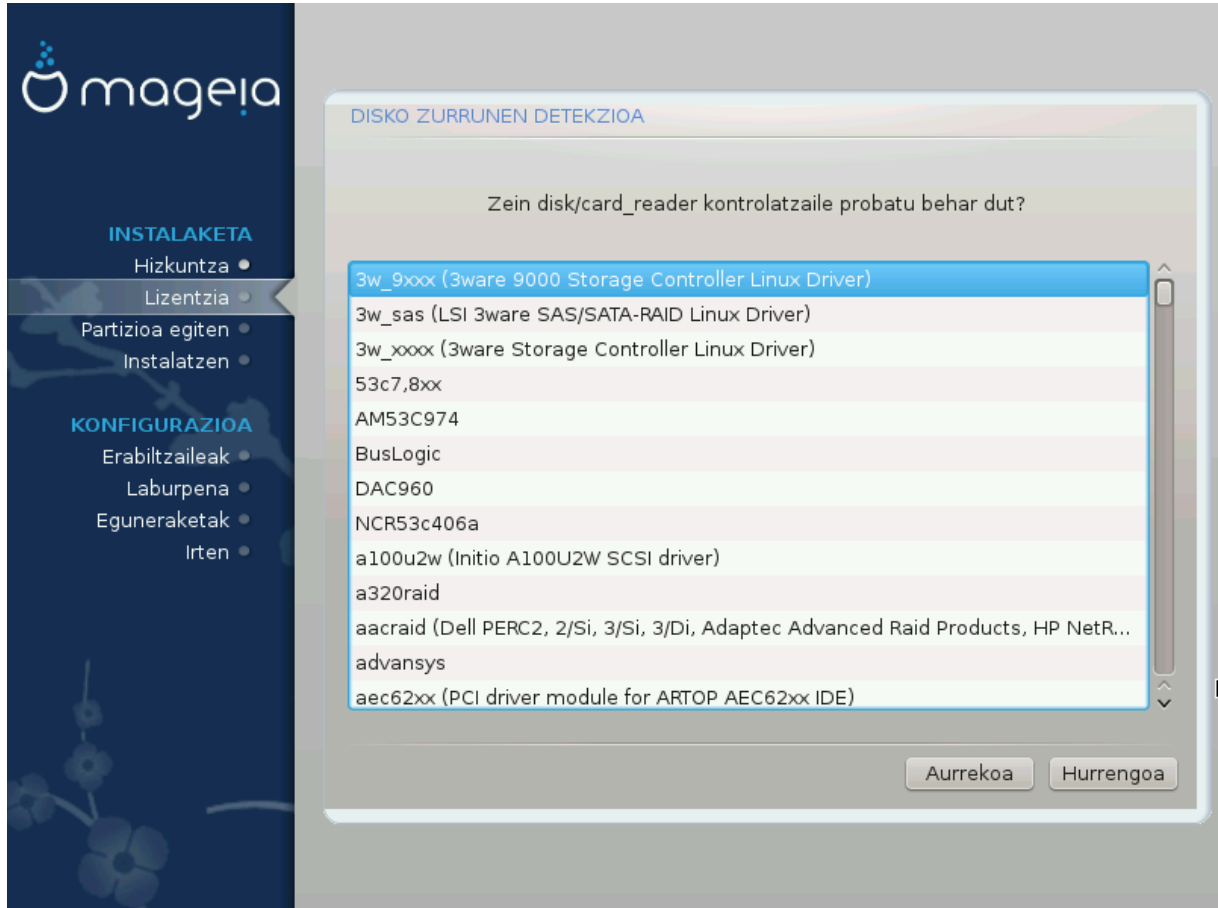 mageia
INSTALAKETA
Hizkuntza
Lizentzia
Partizioa egiten
Instalatzen
KONFIGURAZIOA
Erabiltzaileak
Laburpena
Eguneraketak
Irten
DISKO ZURRUNEN DETEKZIOA
Zein disk/card_reader kontrolatzaile probatu behar dut?
3w_9xxx (3ware 9000 Storage Controller Linux Driver)
3w_sas (LSI 3ware SAS/SATA-RAID Linux Driver)
3w_xxxx (3ware Storage Controller Linux Driver)
53c7,8xx
AM53C974
BusLogic
DAC960
NCR53c406a
a100u2w (Initio A100U2W SCSI driver)
a320raid
aacraid (Dell PERC2, 2/Si, 3/Si, 3/Di, Adaptec Advanced Raid Products, HP NetR...
advansys
aec62xx (PCI driver module for ARTOP AEC62xx IDE)
Aurrekoa
Hurrengoa